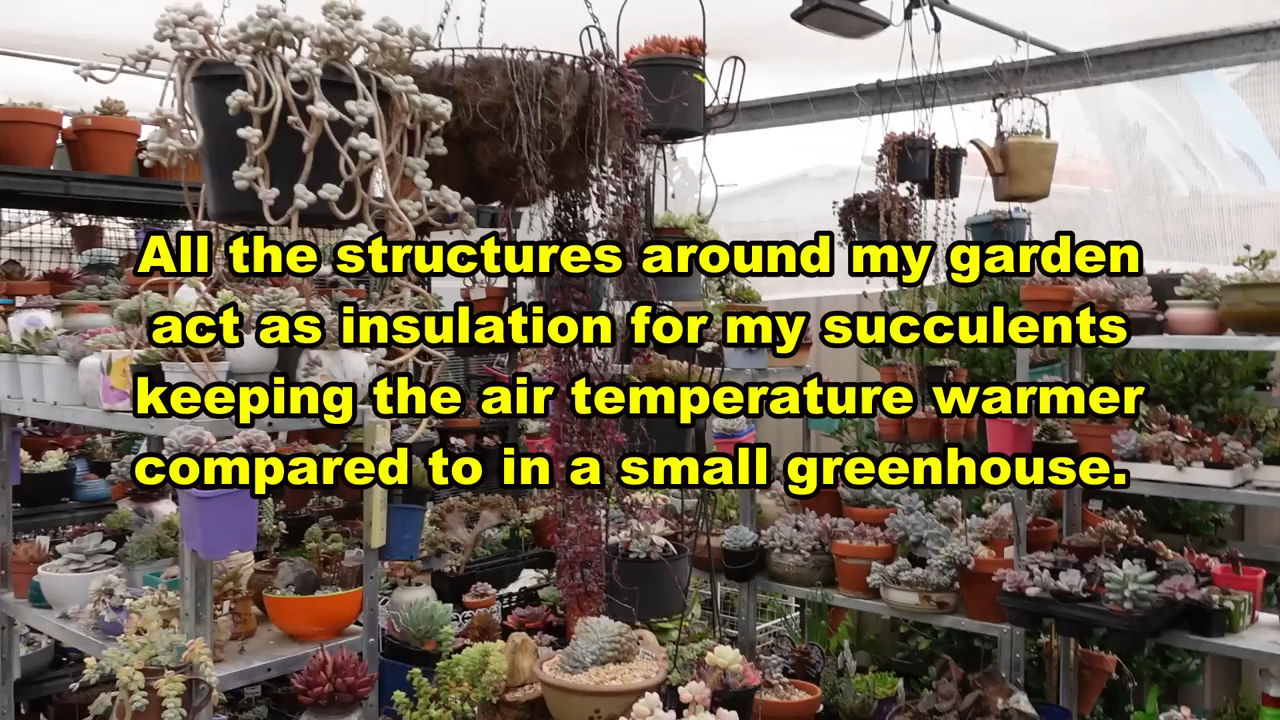 All the structures around my garden
act as insulation for my succulents
keeping the air temperature warmer
compared to in a small greenhouse.